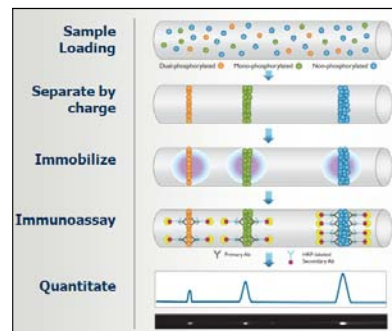 Sample
Loading
Dual-phosphorylated Mono-phosphorylated Non-phosphorylated
Separate by
charge
Immobilize
Immunoassay
Primary Ab HRP-labeled
Secondary Ab
Quantitate